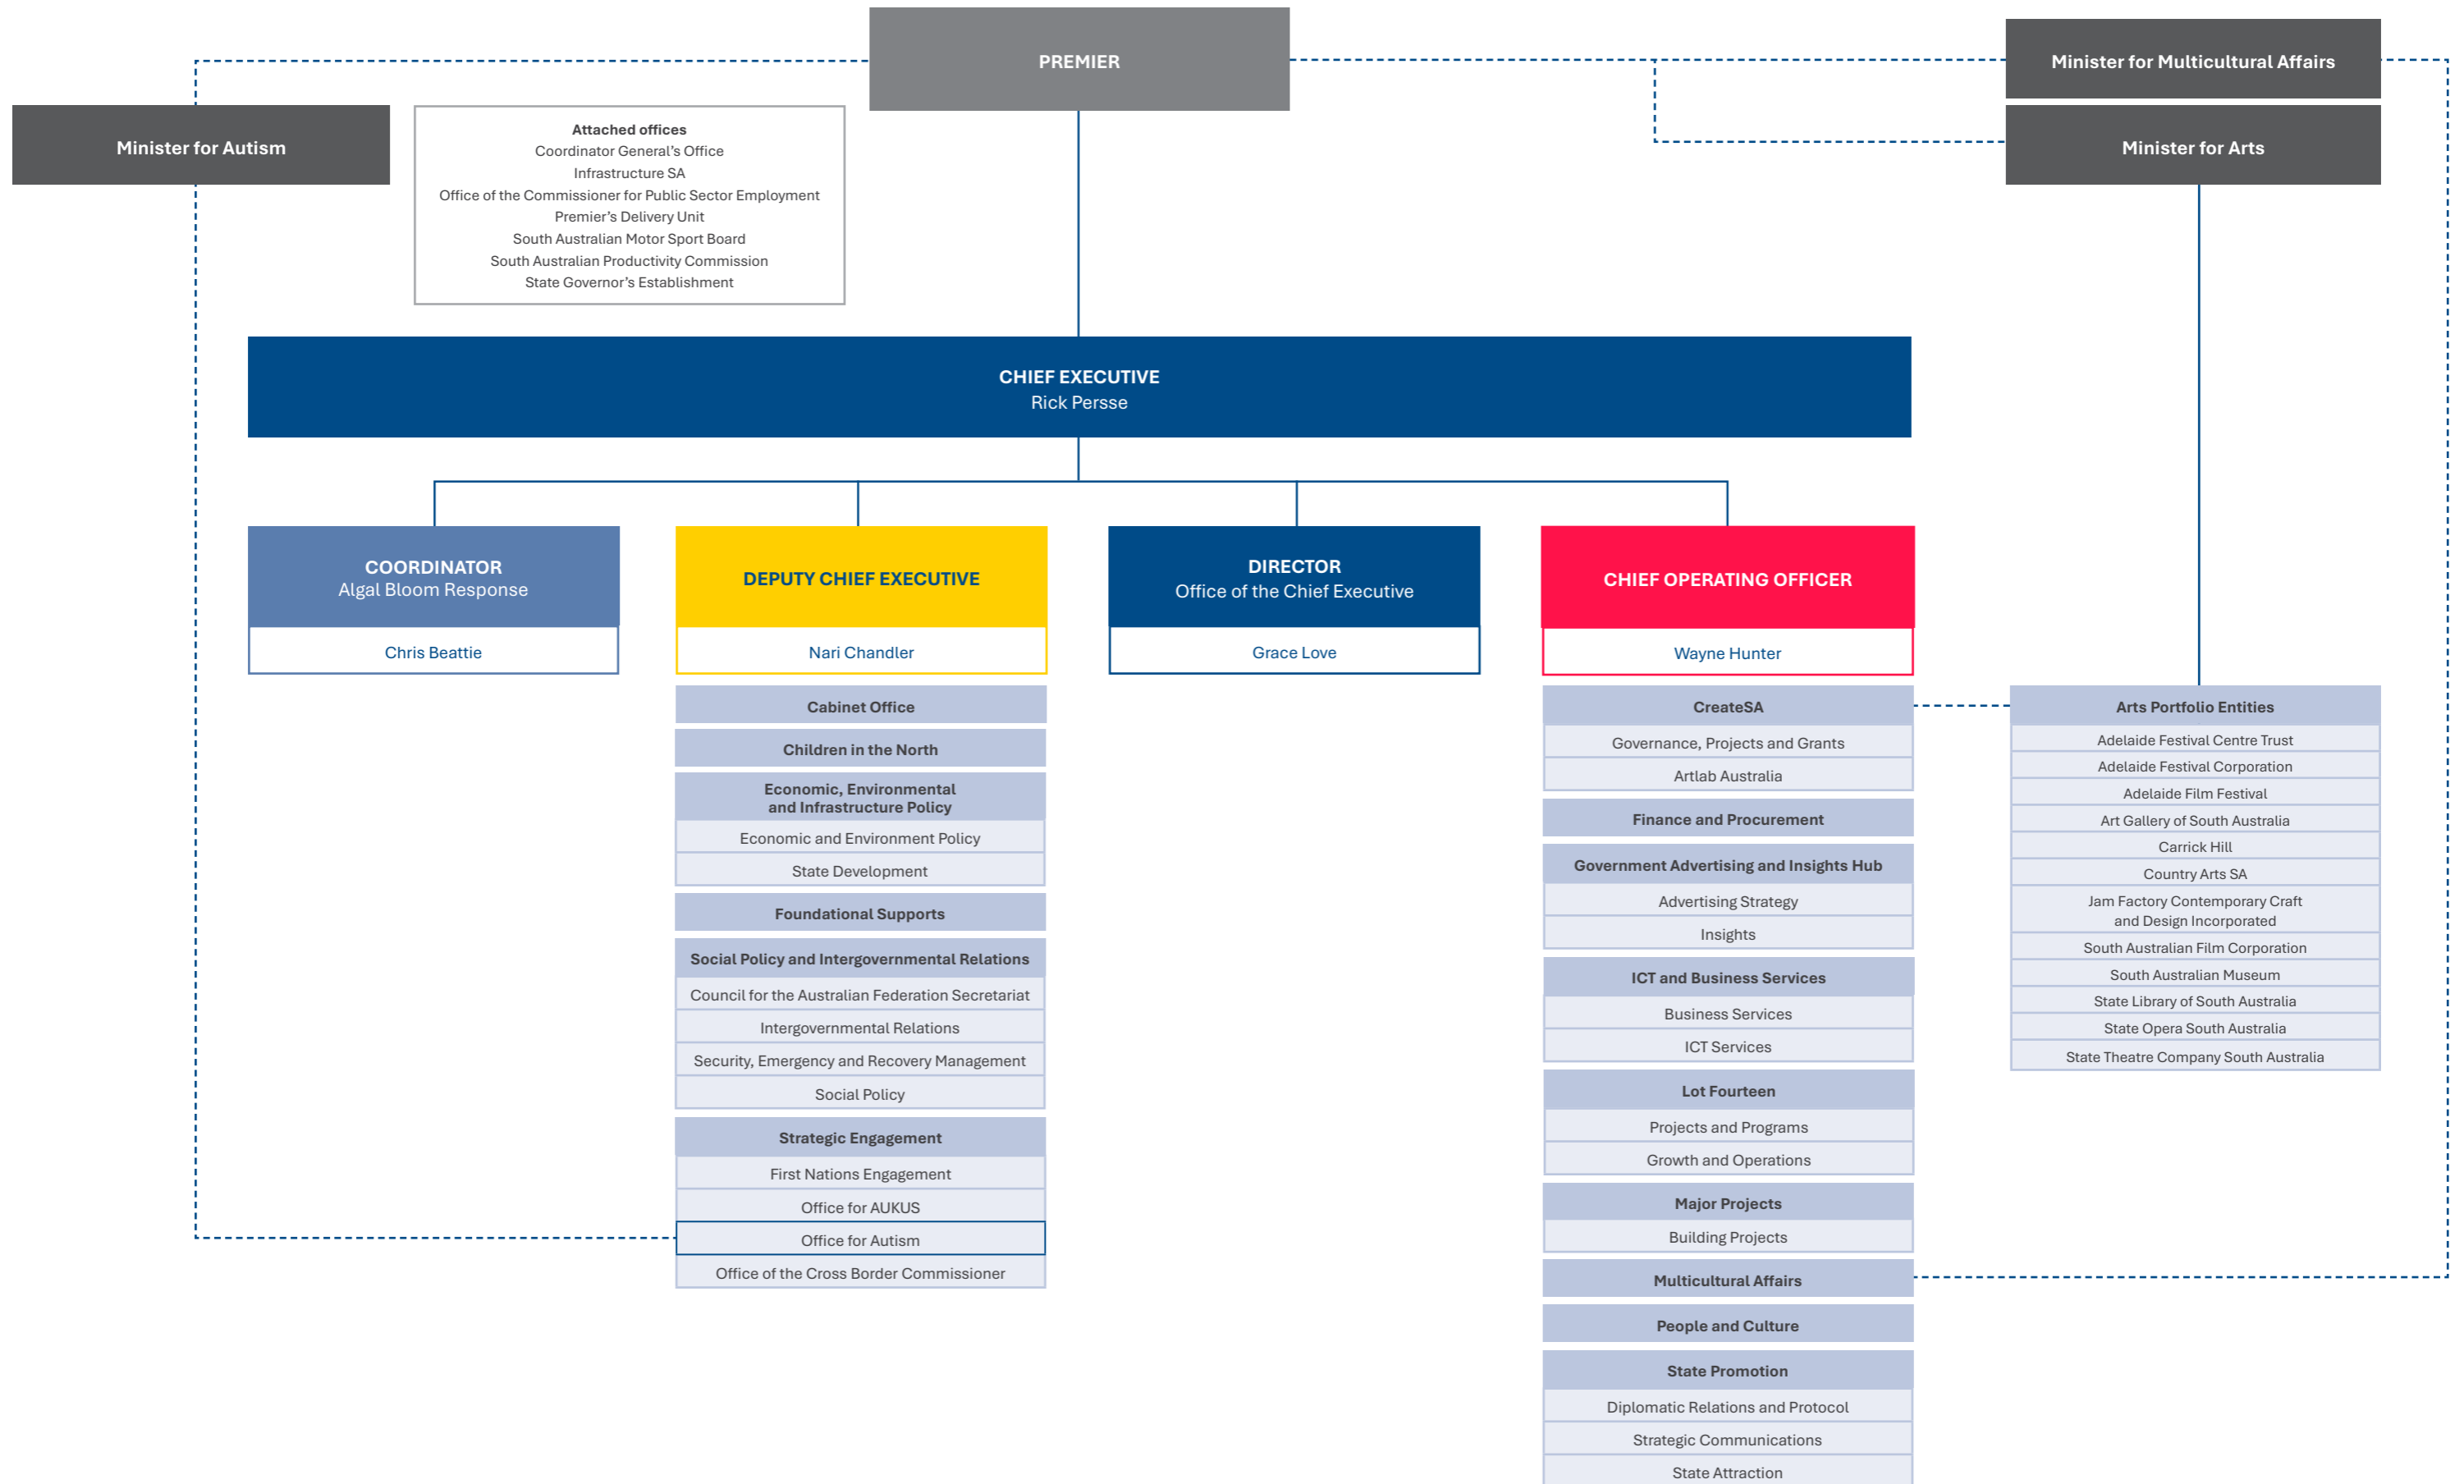 PREMIER
Minister for Multicultural Affairs
Minister for Autism
Minister for Arts
Attached offices
Coordinator General’s Office
Infrastructure SA
Office of the Commissioner for Public Sector Employment
Premier’s Delivery Unit
South Australian Motor Sport Board
South Australian Productivity Commission
State Governor’s Establishment
CHIEF EXECUTIVE
Rick Persse
COORDINATOR
Algal Bloom Response
Chris Beattie
DEPUTY CHIEF EXECUTIVE
Nari Chandler
Cabinet Office
Children in the North
Economic, Environmental
and Infrastructure Policy
Economic and Environment Policy
State Development
Foundational Supports
Social Policy and Intergovernmental Relations
Council for the Australian Federation Secretariat
Intergovernmental Relations
Security, Emergency and Recovery Management
Social Policy
Strategic Engagement
First Nations Engagement
Office for AUKUS
Office for Autism
Office of the Cross Border Commissioner
DIRECTOR
Office of the Chief Executive
Grace Love
CHIEF OPERATING OFFICER
Wayne Hunter
CreateSA
Governance, Projects and Grants
Artlab Australia
Finance and Procurement
Government Advertising and Insights Hub
Advertising Strategy
Insights
ICT and Business Services
Business Services
ICT Services
Lot Fourteen
Projects and Programs
Growth and Operations
Major Projects
Building Projects
Multicultural Affairs
People and Culture
State Promotion
Diplomatic Relations and Protocol
Strategic Communications
State Attraction
Arts Portfolio Entities
Adelaide Festival Centre Trust
Adelaide Festival Corporation
Adelaide Film Festival
Art Gallery of South Australia
Carrick Hill
Country Arts SA
Jam Factory Contemporary Craft
and Design Incorporated
South Australian Film Corporation
South Australian Museum
State Library of South Australia
State Opera South Australia
State Theatre Company South Australia